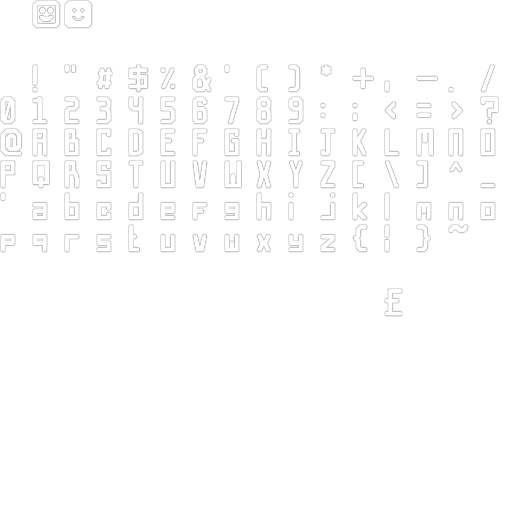 ! " # $ % & ' ( ) * + , - . /
0 1 2 3 4 5 6 7 8 9 : ; < = > ?
@ A B C D E F G H I J K L M N O
P Q R S T U V W X Y Z [ \ ] ^ _
` a b c d e f g h i j k l m n o
p q r s t u v w x y z { | } ~
£